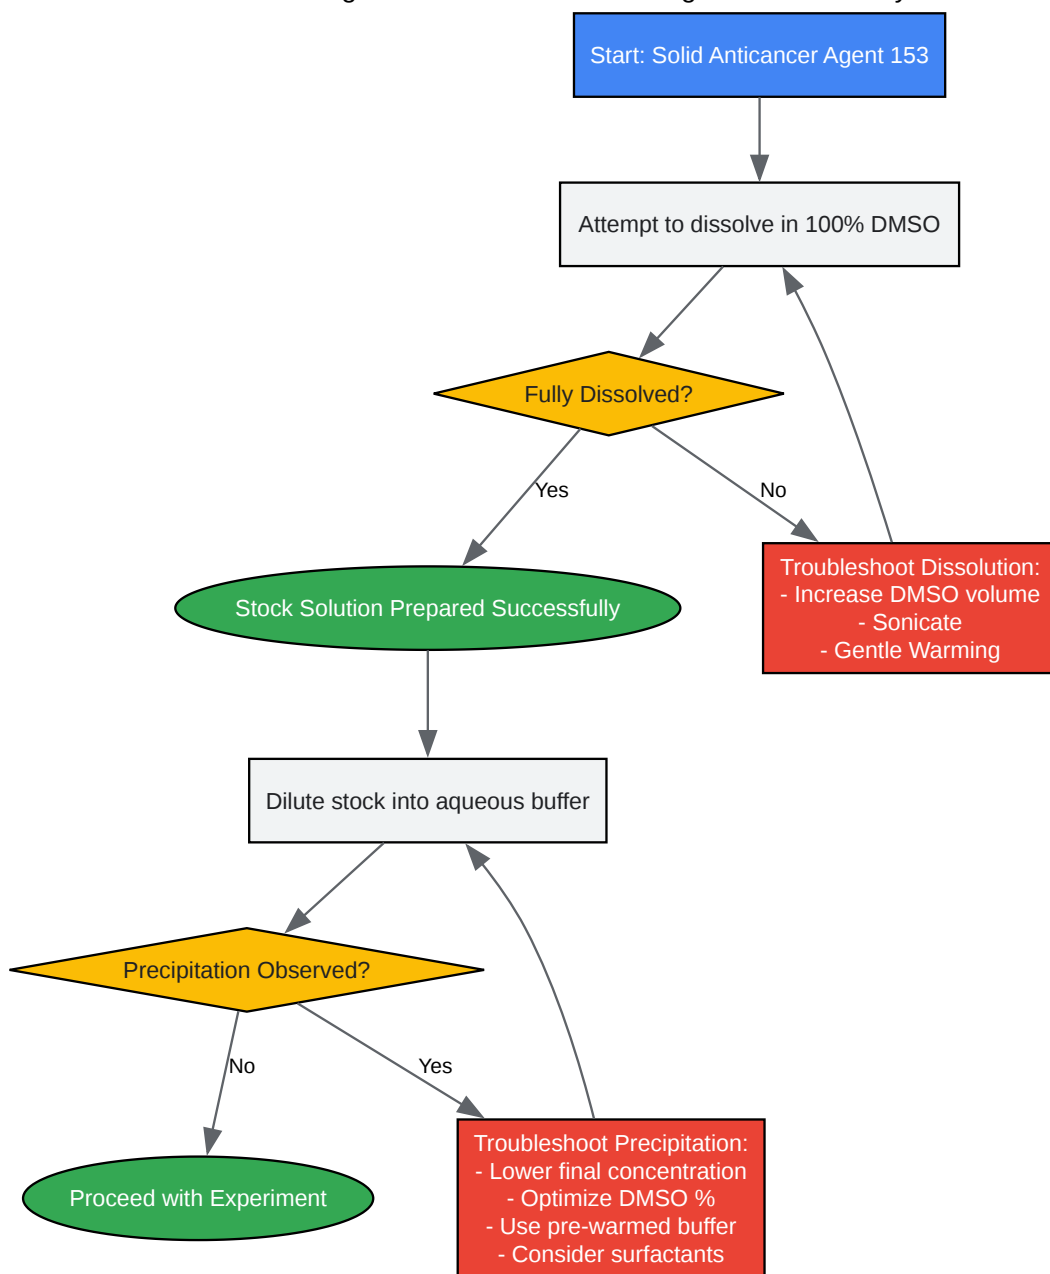 Start: Solid Anticancer Agent 153
Attempt to dissolve in 100% DMSO
Fully Dissolved?
Yes
No
Troubleshoot Dissolution:
- Increase DMSO volume
- Sonicate
- Gentle Warming
Stock Solution Prepared Successfully
Dilute stock into aqueous buffer
Precipitation Observed?
No
Yes
Troubleshoot Precipitation:
- Lower final concentration
- Optimize DMSO %
- Use pre-warmed buffer
- Consider surfactants
Proceed with Experiment